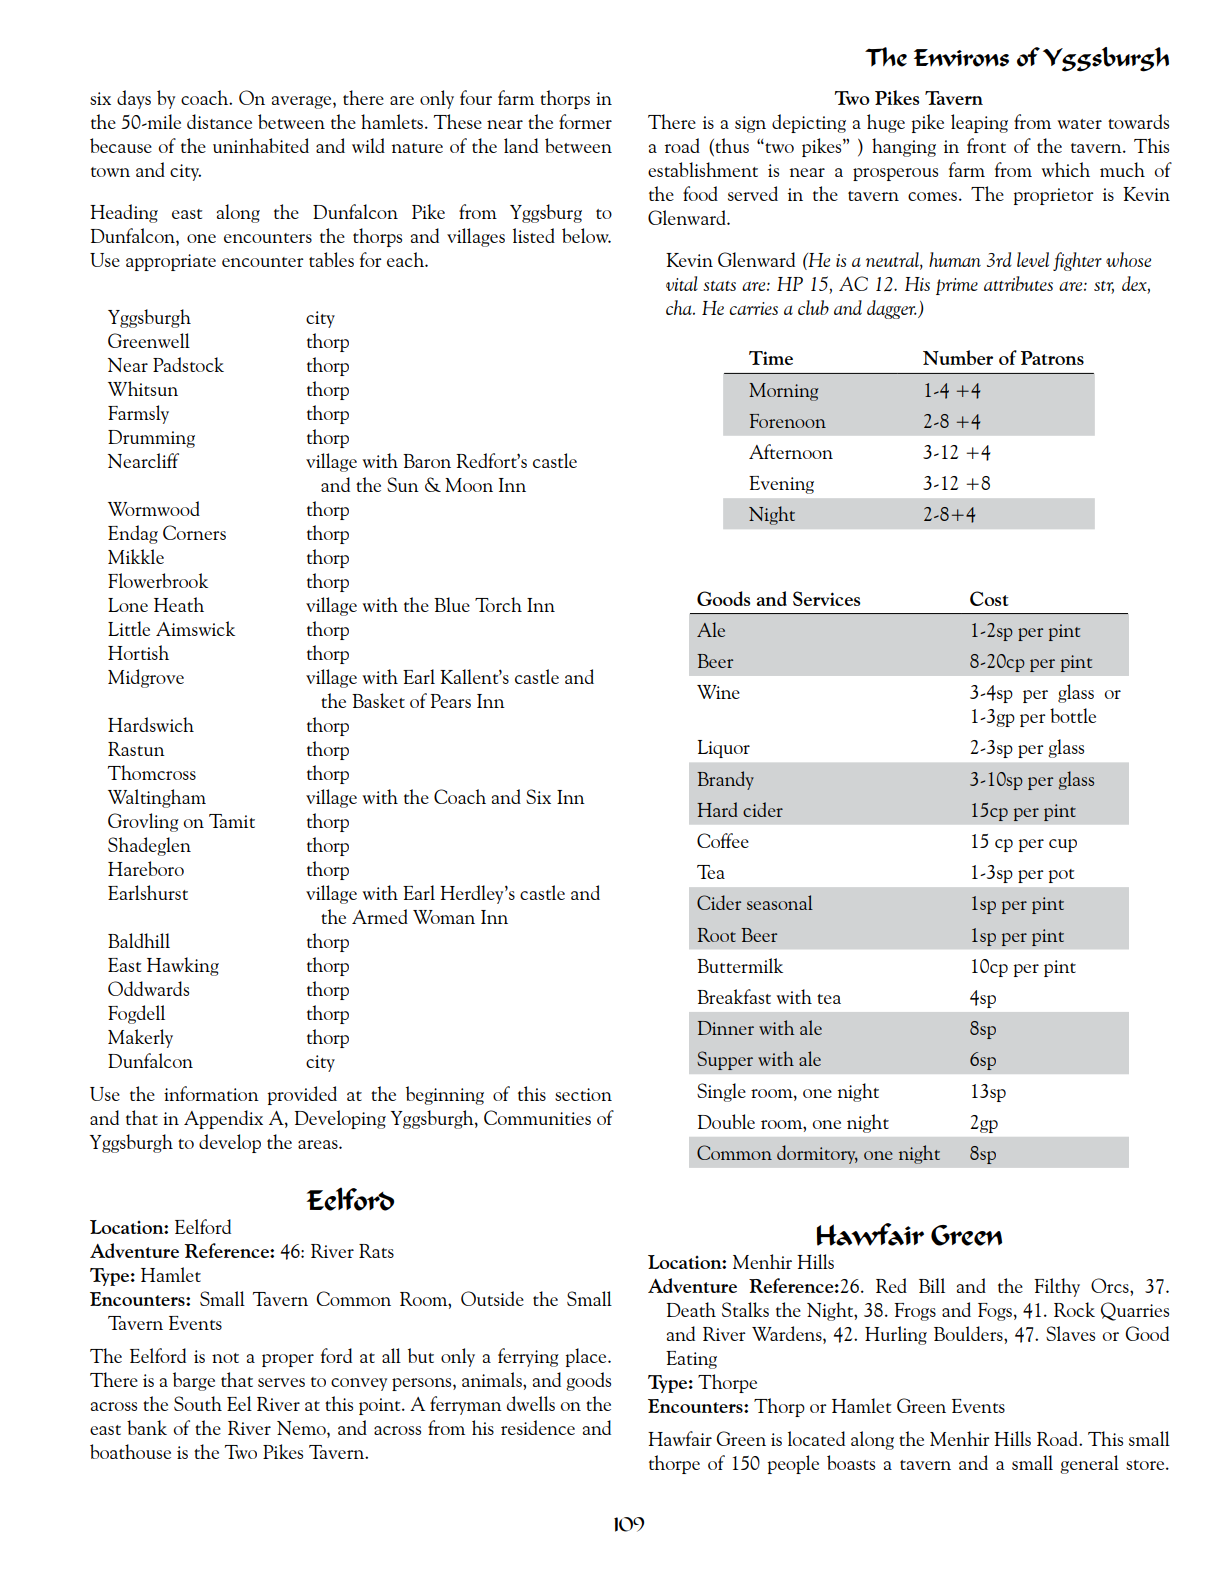 The Environs of Yggsburgh
six days by coach. On average, there are only four farm thorps in
the 50-mile distance between the hamlets. These near the former
because of the uninhabited and wild nature of the land between
town and city.
Heading east along the Dunfalcon Pike from Yggsburg to
Dunfalcon, one encounters the thorps and villages listed below.
Use appropriate encounter tables for each.
Yggsburgh city
Greenwell thorp
Near Padstock thorp
Whitsun thorp
Farmsly thorp
Drumming thorp
Nearcliff village with Baron Redfort’s castle
and the Sun & Moon Inn
Wormwood thorp
Endag Corners thorp
Mikkle thorp
Flowerbrook thorp
Lone Heath village with the Blue Torch Inn
Little Aimswick thorp
Hortish thorp
Midgrove village with Earl Kallent’s castle and
the Basket of Pears Inn
Hardswich thorp
Rastun thorp
Thomcross thorp
Waltingham village with the Coach and Six Inn
Grovling on Tamit thorp
Shadeglen thorp
Hareboro thorp
Earlshurst village with Earl Herdley’s castle and
the Armed Woman Inn
Baldhill thorp
East Hawking thorp
Oddwards thorp
Fogdell thorp
Makerly thorp
Dunfalcon city
Use the information provided at the beginning of this section
and that in Appendix A, Developing Yggsburgh, Communities of
Yggsburgh to develop the areas.
Eelford
Location: Eelford
Adventure Reference: 46: River Rats
Type: Hamlet
Encounters: Small Tavern Common Room, Outside the Small
Tavern Events
The Eelford is not a proper ford at all but only a ferrying place.
There is a barge that serves to convey persons, animals, and goods
across the South Eel River at this point. A ferryman dwells on the
east bank of the River Nemo, and across from his residence and
boathouse is the Two Pikes Tavern.
Two Pikes Tavern
There is a sign depicting a huge pike leaping from water towards
a road (thus “two pikes” ) hanging in front of the tavern. This
establishment is near a prosperous farm from which much of
the food served in the tavern comes. The proprietor is Kevin
Glenward.
Kevin Glenward (He is a neutral, human 3rd level fighter whose
vital stats are: HP 15, AC 12. His prime attributes are: str, dex,
cha. He carries a club and dagger.)
Time Number of Patrons
Morning 1-4 +4
Forenoon 2-8 +4
Afternoon 3-12 +4
Evening 3-12 +8
Night 2-8+4
Goods and Services Cost
Ale 1-2sp per pint
Beer 8-20cp per pint
Wine 3-4sp per glass or
1-3gp per bottle
Liquor 2-3sp per glass
Brandy 3-10sp per glass
Hard cider 15cp per pint
Coffee 15 cp per cup
Tea 1-3sp per pot
Cider seasonal 1sp per pint
Root Beer 1sp per pint
Buttermilk 10cp per pint
Breakfast with tea 4sp
Dinner with ale 8sp
Supper with ale 6sp
Single room, one night 13sp
Double room, one night 2gp
Common dormitory, one night 8sp
Hawfair Green
Location: Menhir Hills
Adventure Reference:26. Red Bill and the Filthy Orcs, 37.
Death Stalks the Night, 38. Frogs and Fogs, 41. Rock Quarries
and River Wardens, 42. Hurling Boulders, 47. Slaves or Good
Eating
Type: Thorpe
Encounters: Thorp or Hamlet Green Events
Hawfair Green is located along the Menhir Hills Road. This small
thorpe of 150 people boasts a tavern and a small general store.
109